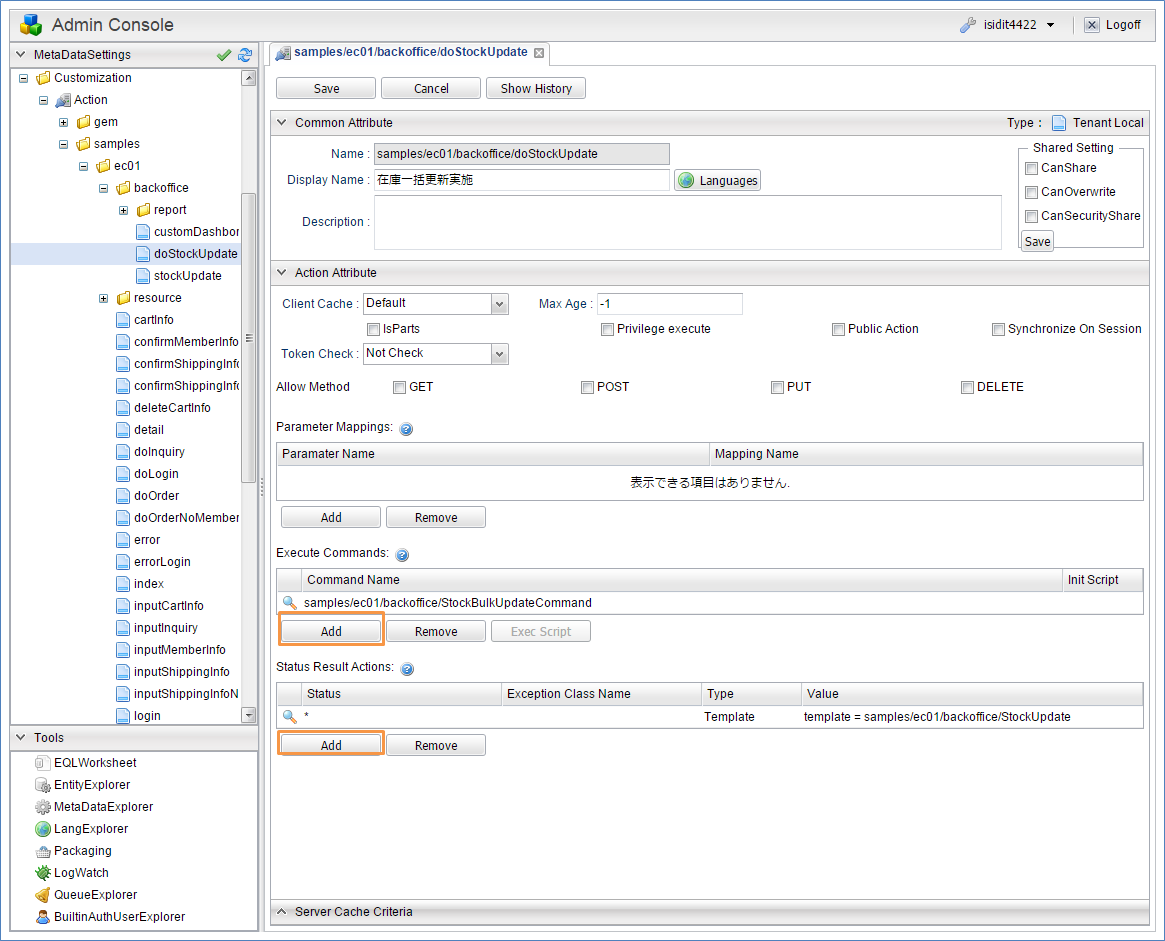 Admin Console
isidit4422
Logoff
MetaDataSettings
Customization
Action
gem
samples
ec01
backoffice
report
customDashbor
doStockUpdate
stockUpdate
resource
cartInfo
confirmMemberInfo
confirmShippingInfo
confirmShippingInfo
deleteCartInfo
detail
doInquiry
doLogin
doOrder
doOrderNoMember
error
errorLogin
index
inputCartInfo
inputInquiry
inputMemberInfo
inputShippingInfo
inputShippingInfoN
login
Tools
EQLWorksheet
EntityExplorer
MetaDataExplorer
LangExplorer
Packaging
LogWatch
QueueExplorer
BuiltinAuthUserExplorer
samples/ec01/backoffice/doStockUpdate
Save Cancel Show History
Common Attribute Type : Tenant Local
Name : samples/ec01/backoffice/doStockUpdate
Display Name : 在庫一括更新実施 Languages
Description :
Shared Setting
CanShare
CanOverwrite
CanSecurityShare
Save
Action Attribute
Client Cache : Default Max Age : -1
IsParts Privilege execute Public Action Synchronize On Session
Token Check : Not Check
Allow Method GET POST PUT DELETE
Parameter Mappings:
Paramater Name Mapping Name
表示できる項目はありません.
Add Remove
Execute Commands:
Command Name Init Script
samples/ec01/backoffice/StockBulkUpdateCommand
Add Remove Exec Script
Status Result Actions:
Status Exception Class Name Type Value
* Template template = samples/ec01/backoffice/StockUpdate
Add Remove
Server Cache Criteria